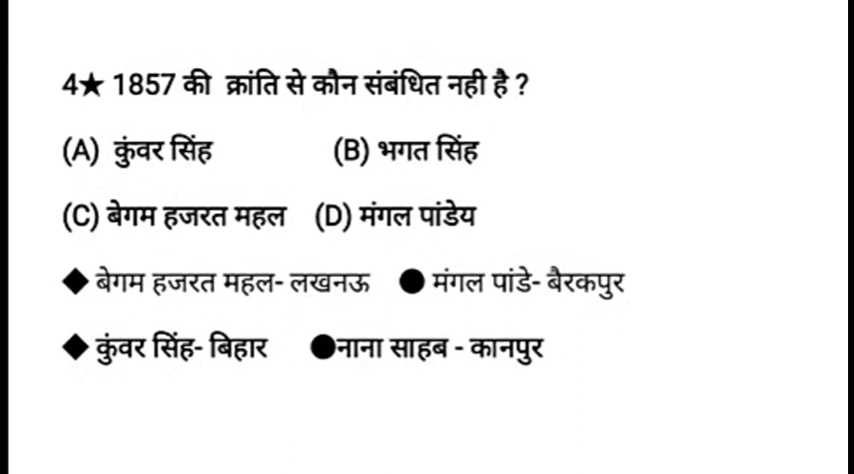 4★ 1857 की क्रांति से कौन संबंधित नही है ?
(A) कुंवर सिंह (B) भगत सिंह
(C) बेगम हजरत महल (D) मंगल पांडेय
◆ बेगम हजरत महल- लखनऊ ● मंगल पांडे- बैरकपुर
◆ कुंवर सिंह- बिहार ●नाना साहब - कानपुर